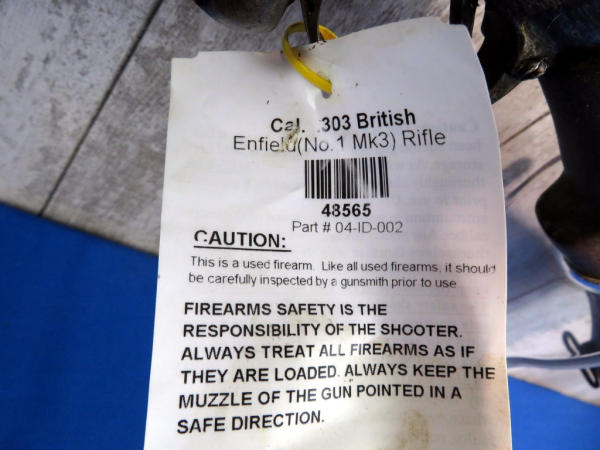 Cal. .303 British
Enfield(No.1 Mk3) Rifle
48565
Part # 04-ID-002
CAUTION:
This is a used firearm. Like all used firearms, it should
be carefully inspected by a gunsmith prior to use
FIREARMS SAFETY IS THE
RESPONSIBILITY OF THE SHOOTER.
ALWAYS TREAT ALL FIREARMS AS IF
THEY ARE LOADED. ALWAYS KEEP THE
MUZZLE OF THE GUN POINTED IN A
SAFE DIRECTION.